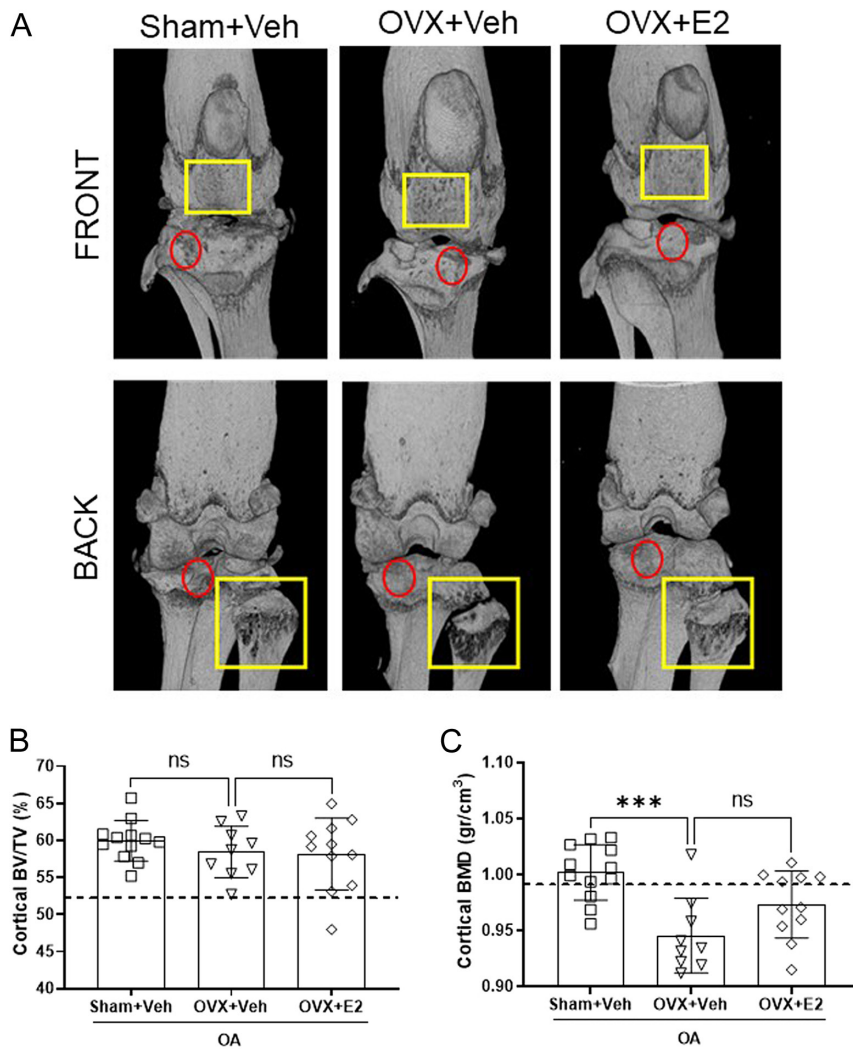 A
Sham+Veh OVX+Veh OVX+E2
FRONT
BACK
B
Cortical BV/TV (%)
70
65
60
55
50
45
40
ns ns
Sham+Veh OVX+Veh OVX+E2
OA
C
Cortical BMD (gr/cm³)
1.10
1.05
1.00
0.95
0.90
*** ns
Sham+Veh OVX+Veh OVX+E2
OA